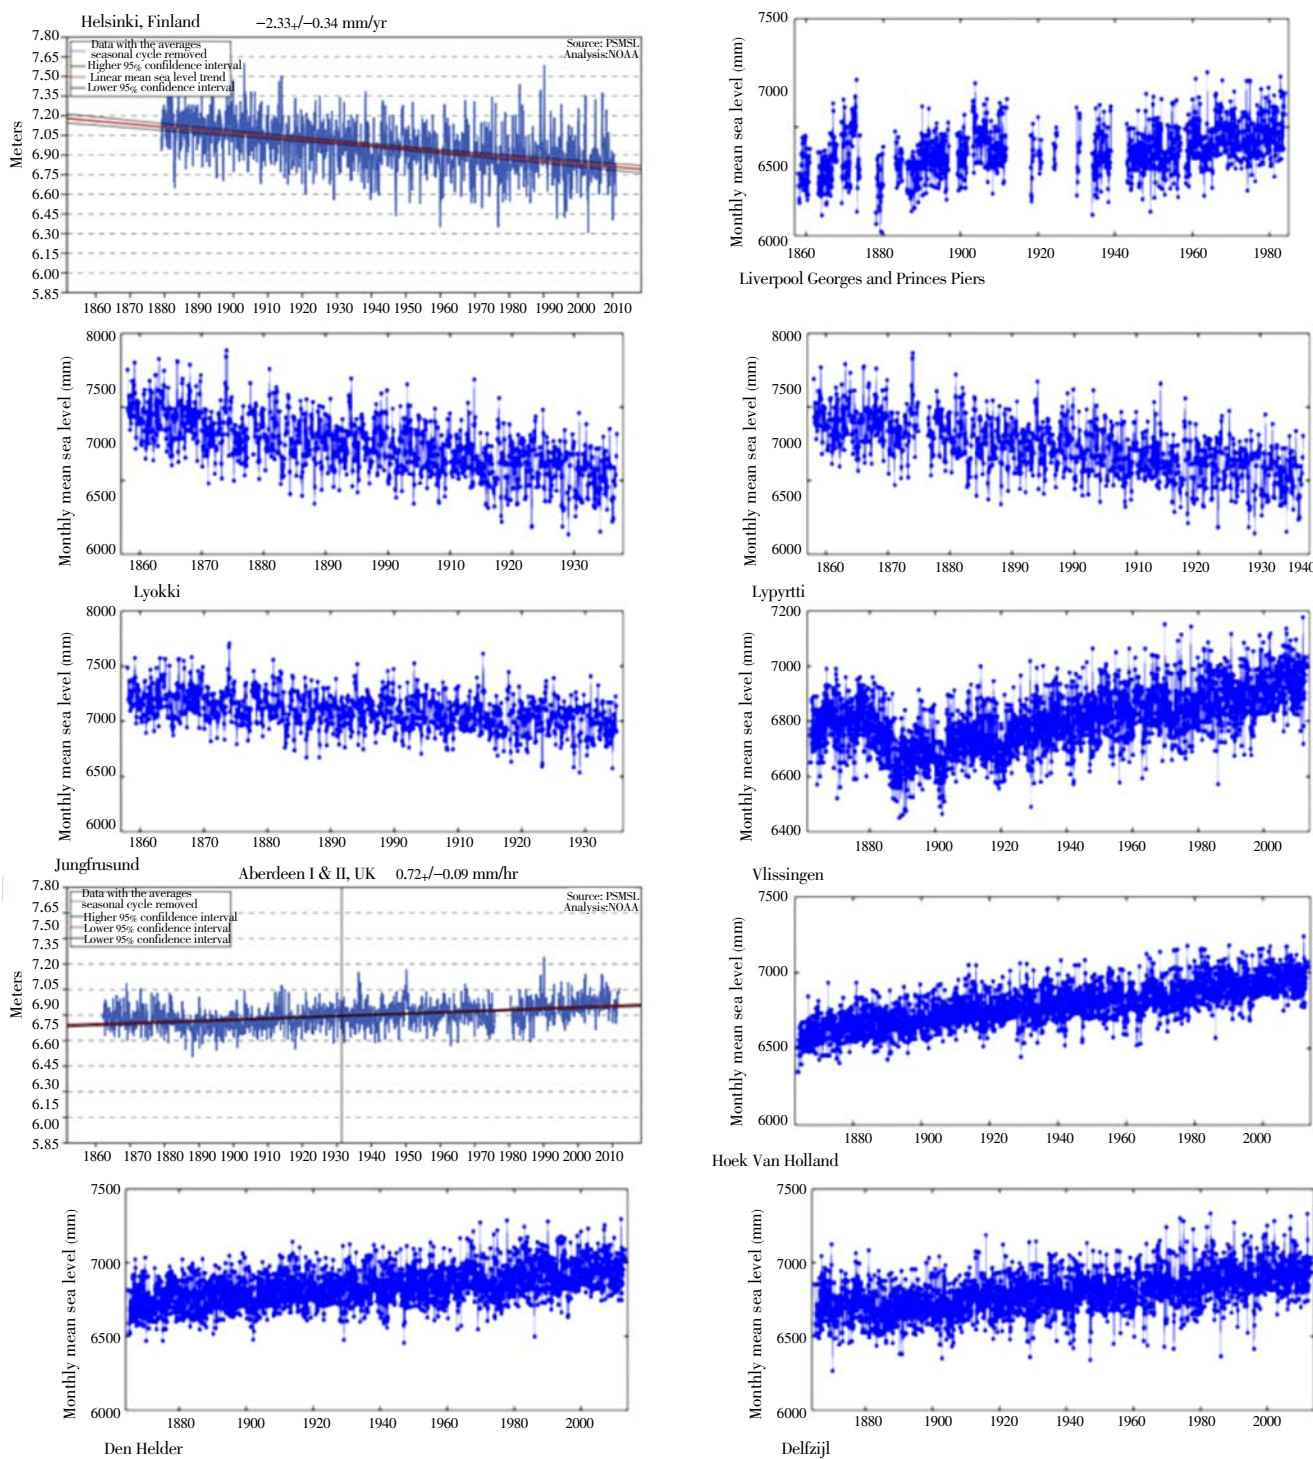 Helsinki, Finland −2.33+/−0.34 mm/yr
7.80
7.65
7.50
7.35
7.20
7.05
6.90
6.75
6.60
6.45
6.30
6.15
6.00
5.85
Meters
Data with the averages
seasonal cycle removed
Higher 95% confildence interval
Linear mean sea level trend
Lower 95% confidence interval
Source: PSMSL
Analysis:NOAA
1860 1870 1880 1890 1900 1910 1920 1930 1940 1950 1960 1970 1980 1990 2000 2010
7500
7000
6500
6000
Monthly mean sea level (mm)
1860 1880 1900 1920 1940 1960 1980
Liverpool Georges and Princes Piers
8000
7500
7000
6500
6000
Monthly mean sea level (mm)
1860 1870 1880 1890 1990 1910 1920 1930
Lyokki
8000
7500
7000
6500
6000
Monthly mean sea level (mm)
1860 1870 1880 1890 1990 1910 1920 1930 1940
Lypyrtti
8000
7500
7000
6500
6000
Monthly mean sea level (mm)
1860 1870 1880 1890 1990 1910 1920 1930
Jungfrusund
7200
7000
6800
6600
6400
Monthly mean sea level (mm)
1880 1900 1920 1940 1960 1980 2000
Vlissingen
Aberdeen I & II, UK 0.72+/−0.09 mm/hr
7.80
7.65
7.50
7.35
7.20
7.05
6.90
6.75
6.60
6.45
6.30
6.15
6.00
5.85
Meters
Data with the averages
seasonal cycle removed
Higher 95% confildence interval
Lower 95% confidence interval
Lower 95% confidence interval
Source: PSMSL
Analysis:NOAA
1860 1870 1880 1890 1900 1910 1920 1930 1940 1950 1960 1970 1980 1990 2000 2010
7500
7000
6500
6000
Monthly mean sea level (mm)
1880 1900 1920 1940 1960 1980 2000
Hoek Van Holland
7500
7000
6500
6000
Monthly mean sea level (mm)
1880 1900 1920 1940 1960 1980 2000
Den Helder
7500
7000
6500
6000
Monthly mean sea level (mm)
1880 1900 1920 1940 1960 1980 2000
Delfzijl